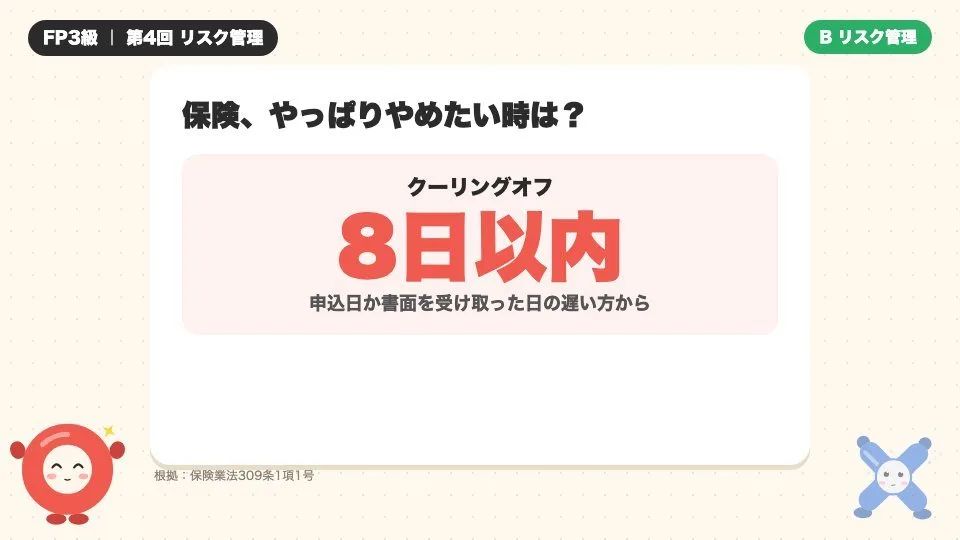 FP3級 | 第4回 リスク管理
B リスク管理
保険、やっぱりやめたい時は？
クーリングオフ
8日以内
申込日か書面を受け取った日の遅い方から
根拠：保険業法309条1項1号